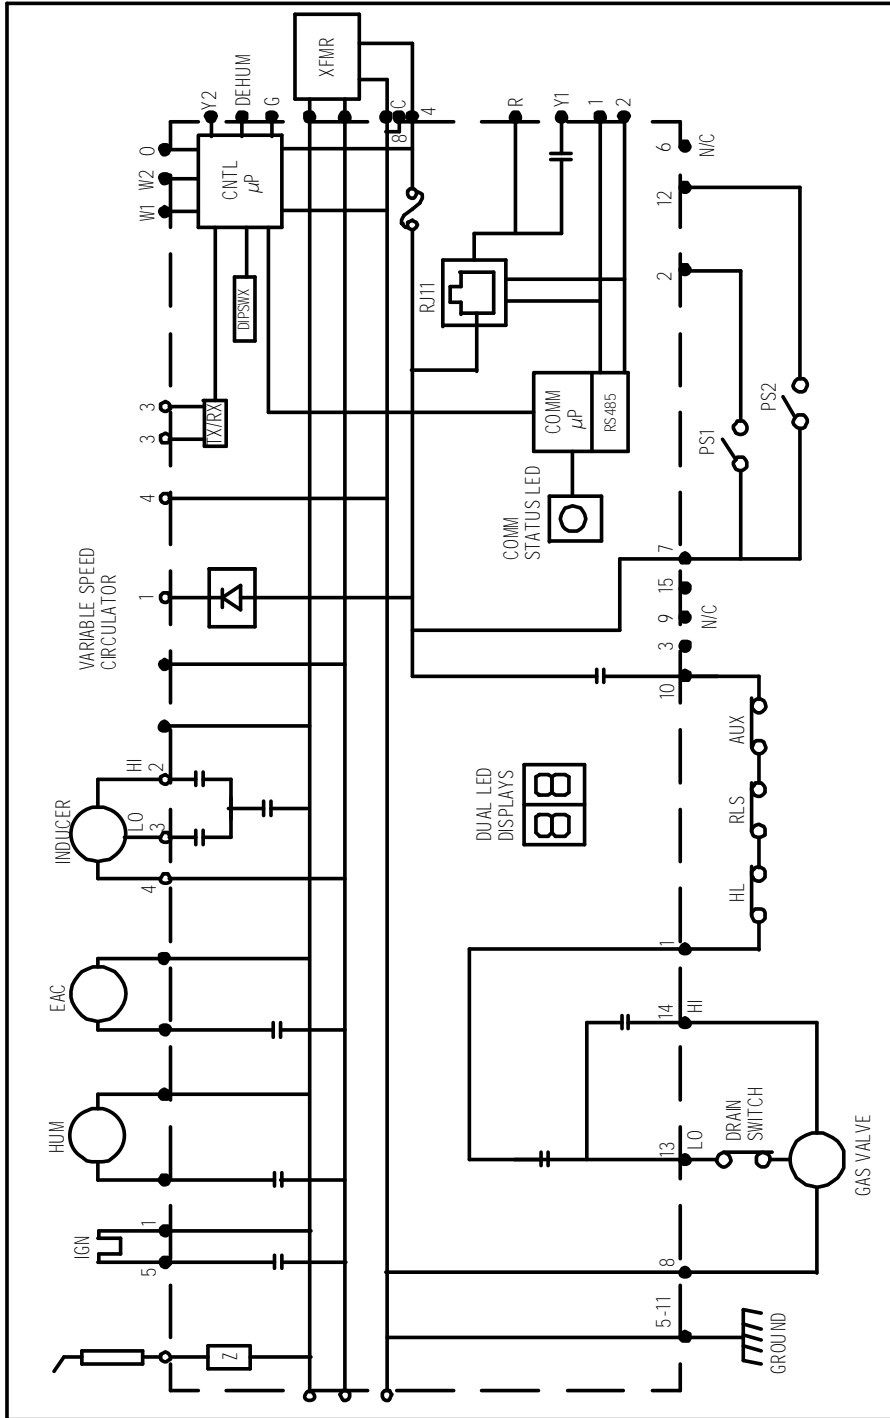 IGN
HUM
EAC
INDUCER
VARIABLE SPEED
CIRCULATOR
5
1
4
LO
3
HI
2
1
4
3
3
W1
W2
O
Z
TX/RX
DIPSWX
CNTL
µP
Y2
DEHUM
G
XFMR
8
C
4
RJ11
R
Y1
1
2
DUAL LED
DISPLAYS
88
COMM
STATUS LED
COMM
µP
RS485
5-11
8
13
LO
14
HI
1
10
3
9
N/C
15
7
2
12
6
N/C
DRAIN
SWITCH
HL
RLS
AUX
PS1
PS2
GROUND
GAS VALVE